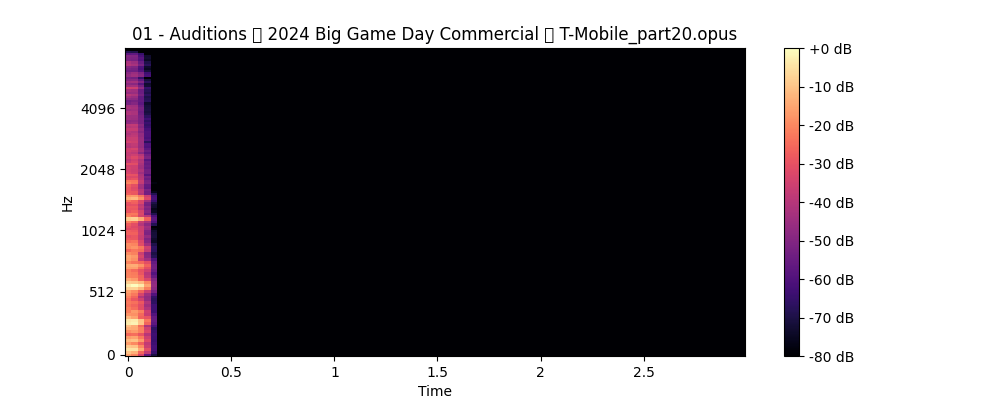 01 - Auditions 〿 2024 Big Game Day Commercial 〿 T-Mobile_part20.opus
Hz
4096
2048
1024
512
0
0
0.5
1
1.5
2
2.5
Time
+0 dB
-10 dB
-20 dB
-30 dB
-40 dB
-50 dB
-60 dB
-70 dB
-80 dB